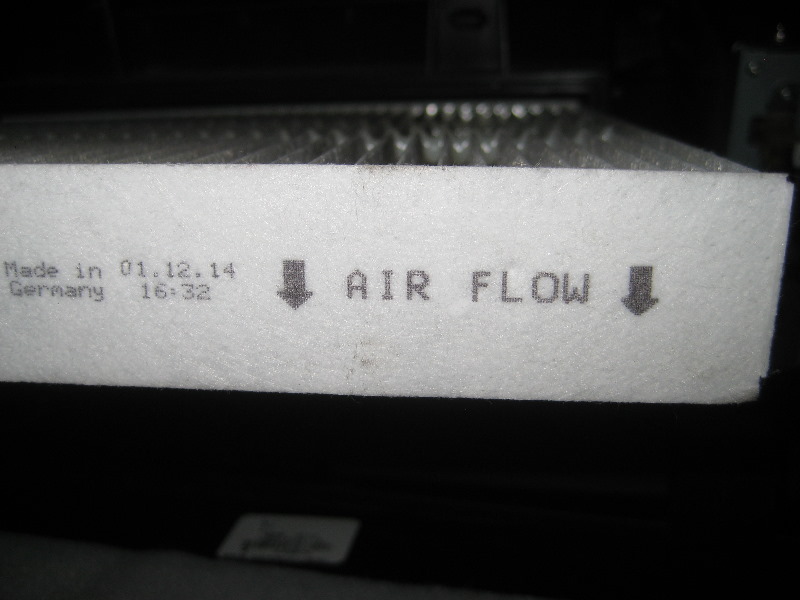 Made in 01.12.14
Germany 16:32
AIR FLOW